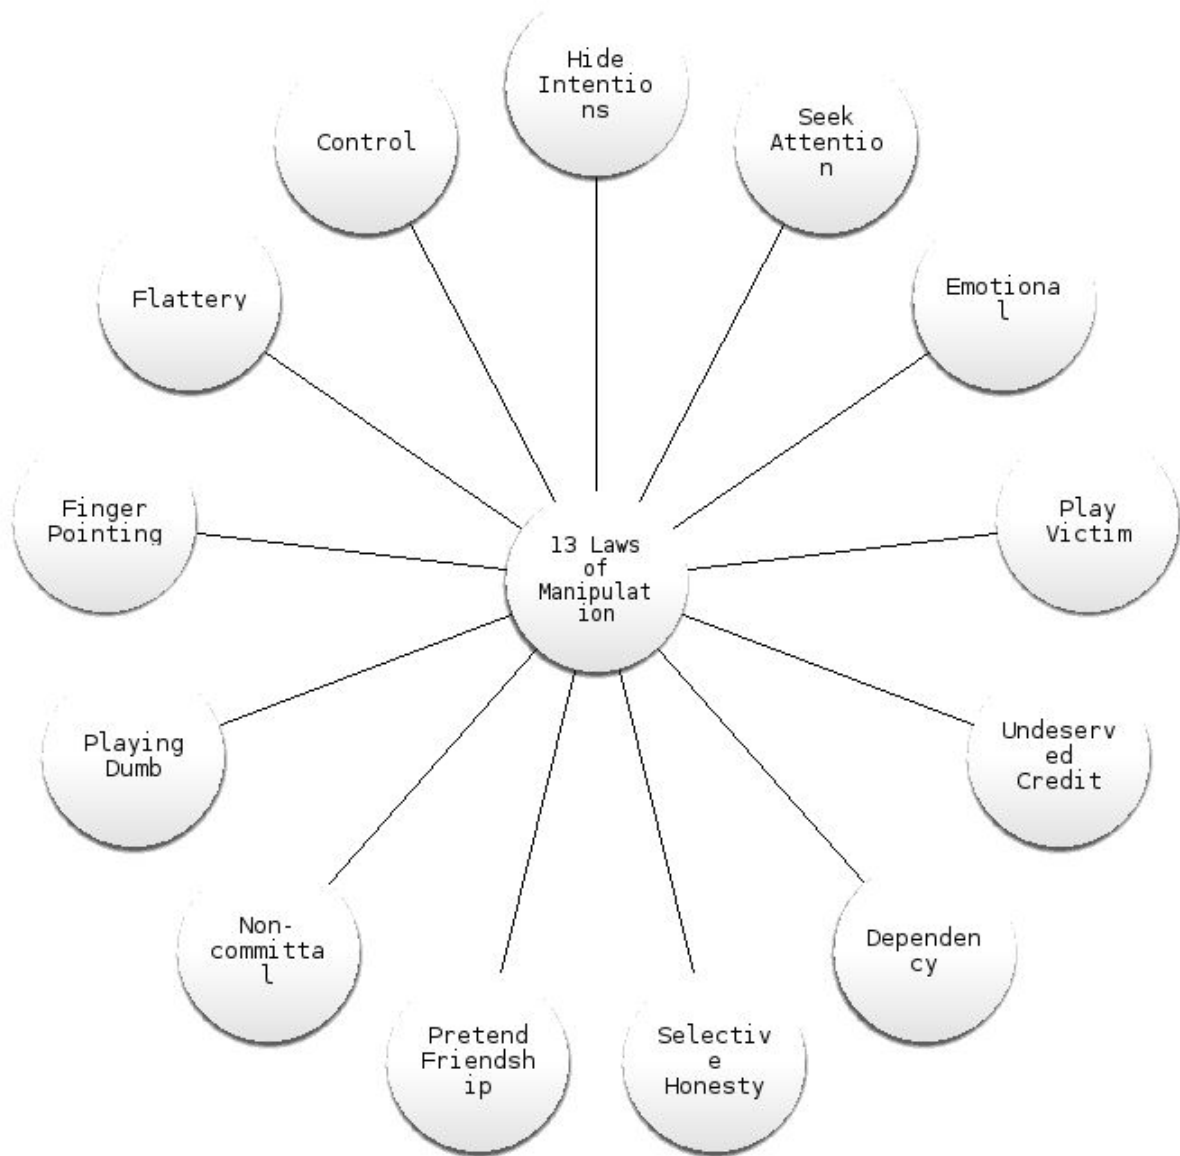 Hide
Intentio
ns
Seek
Attentio
n
Emotiona
l
Play
Victim
Undeserv
ed
Credit
Dependen
cy
Selectiv
e
Honesty
Pretend
Friendsh
ip
Non-
committa
l
Playing
Dumb
Finger
Pointing
Flattery
Control
13 Laws
of
Manipulat
ion